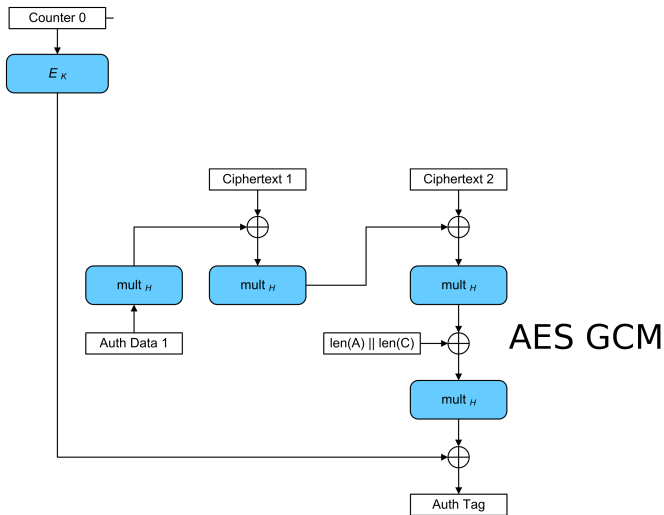 Counter 0
E K
Ciphertext 1
Ciphertext 2
mult H
mult H
mult H
Auth Data 1
len(A) || len(C)
AES GCM
mult H
Auth Tag